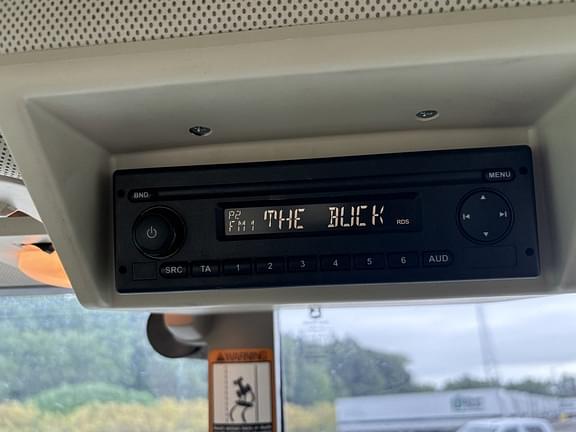 BND
MENU
P2
FM1 THE BUCK RDS
SRC TA 1 2 3 4 5 6 AUD
WARNING